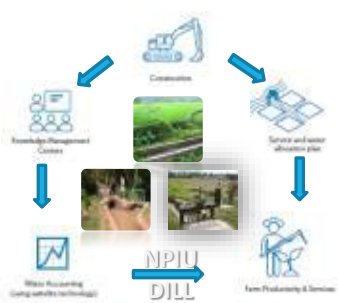 Construction
Knowledge Management
Centers
Service and water
allocation plan
Water Accounting
(using satellite technology)
NPIU
DILL
Farm Productivity & Services